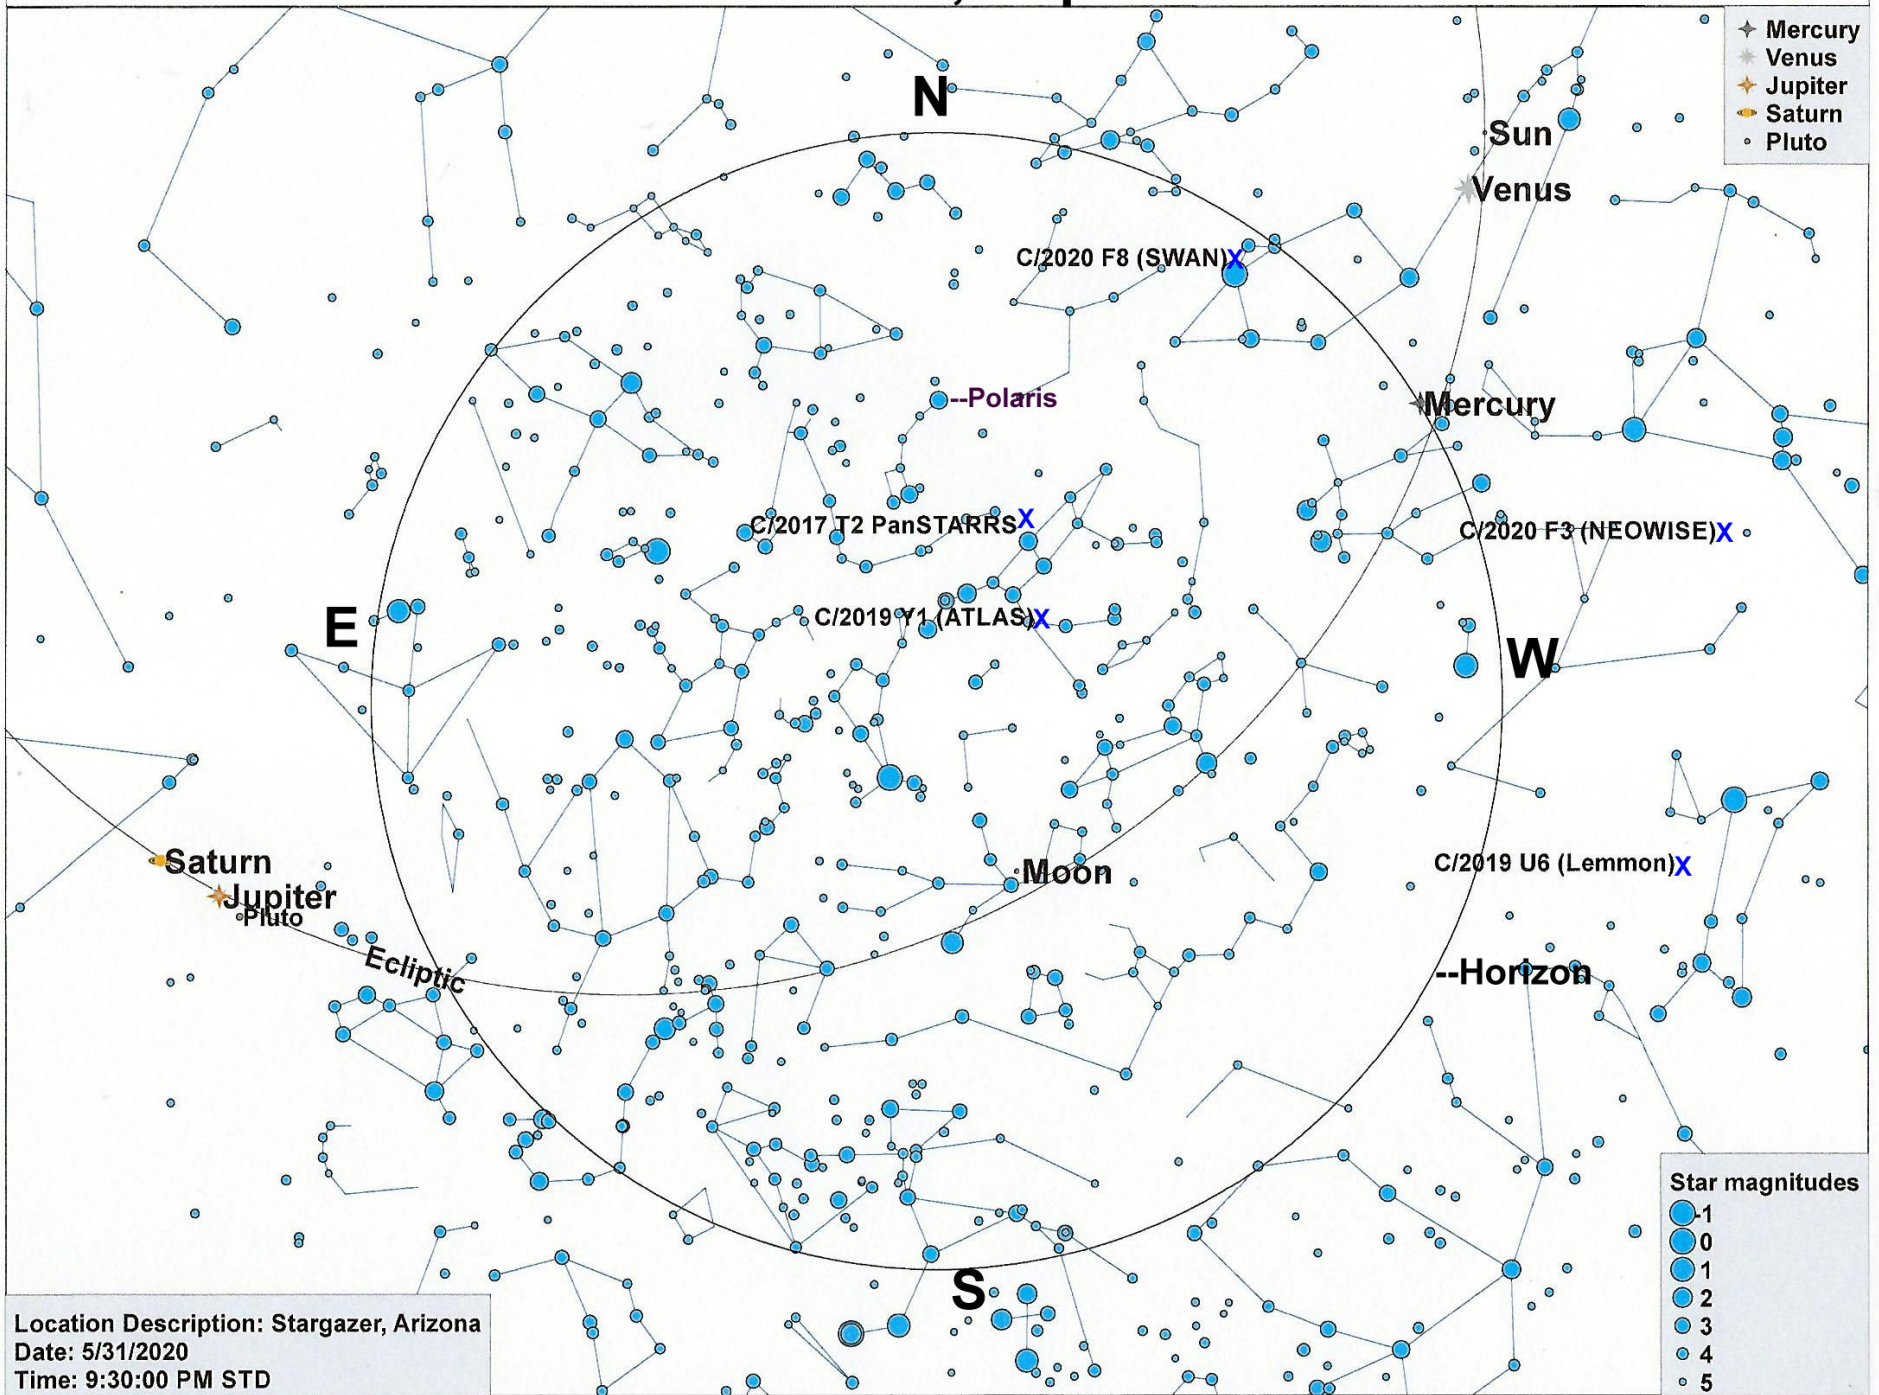 Mercury
Venus
Jupiter
Saturn
Pluto
N
Sun
Venus
C/2020 F8 (SWAN)X
--Polaris
Mercury
C/2017 T2 PanSTARRSX
C/2020 F3 (NEOWISE)X
C/2019 Y1 (ATLAS)X
E
W
Saturn
Moon
C/2019 U6 (Lemmon)X
Jupiter
Pluto
Ecliptic
--Horizon
S
Star magnitudes
-1
0
1
2
3
4
5
Location Description: Stargazer, Arizona
Date: 5/31/2020
Time: 9:30:00 PM STD